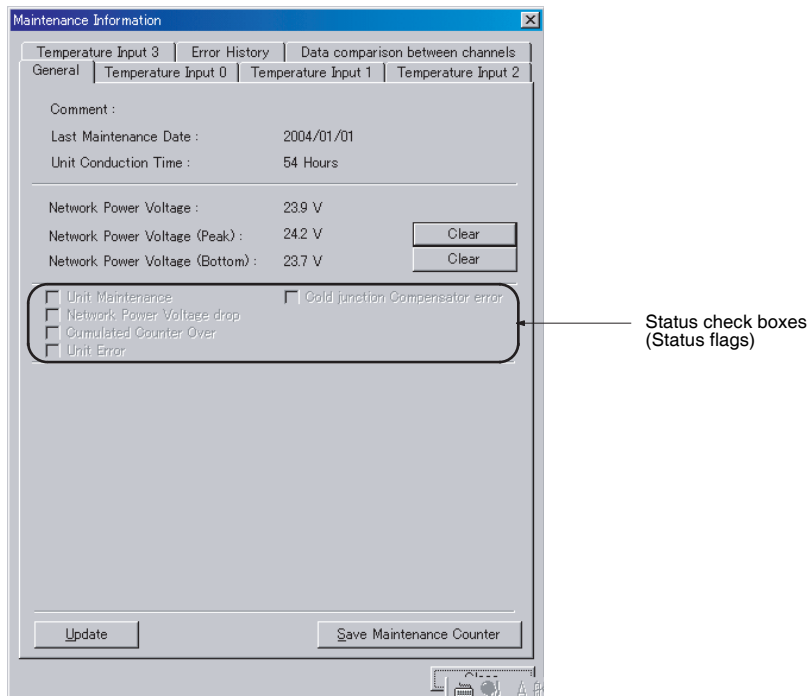 Maintenance Information
Temperature Input 3 Error History Data comparison between channels
General Temperature Input 0 Temperature Input 1 Temperature Input 2
Comment :
Last Maintenance Date : 2004/01/01
Unit Conduction Time : 54 Hours
Network Power Voltage : 23.9 V
Network Power Voltage (Peak) : 24.2 V Clear
Network Power Voltage (Bottom) : 23.7 V Clear
Unit Maintenance Cold junction Compensator error
Network Power Voltage drop
Cumulated Counter Over
Unit Error
Status check boxes
(Status flags)
Update Save Maintenance Counter